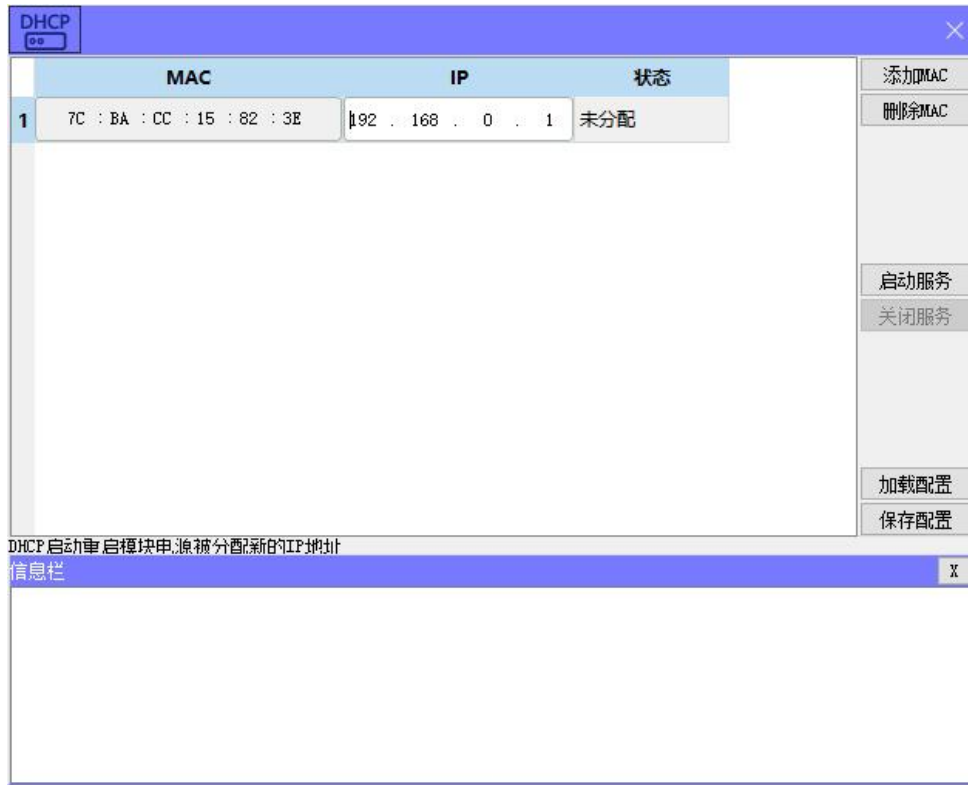 DHCP
MAC IP 状态
1 7C : BA : CC : 15 : 82 : 3E 192 . 168 . 0 . 1 未分配
添加MAC
删除MAC
启动服务
关闭服务
加载配置
保存配置
DHCP启动重启模块电源被分配新的IP地址
信息栏 X